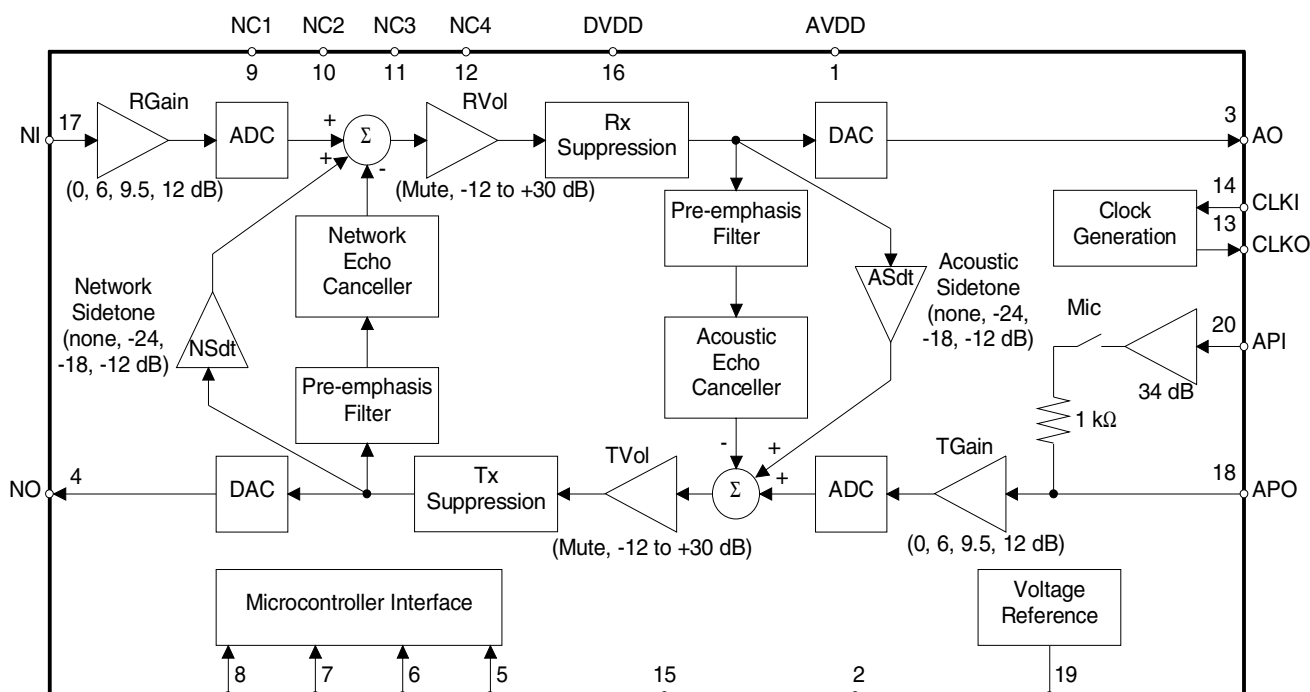 NC1 NC2 NC3 NC4 DVDD AVDD
9 10 11 12 16 1
RGain RVol
NI 17 ADC + Σ Rx
Suppression DAC 3 AO
+
-
(0, 6, 9.5, 12 dB) (Mute, -12 to +30 dB)
14 CLKI
Clock
Generation
13 CLKO
Pre-emphasis
Filter
Network
Echo
Canceller
ASdt
Acoustic
Sidetone
(none, -24,
-18, -12 dB)
Network
Sidetone
(none, -24,
-18, -12 dB)
NSdt
Mic
20 API
34 dB
Acoustic
Echo
Canceller
Pre-emphasis
Filter
1 kΩ
- +
TVol TGain
NO 4 DAC Tx
Suppression Σ + ADC 18 APO
(Mute, -12 to +30 dB) (0, 6, 9.5, 12 dB)
Microcontroller Interface
Voltage
Reference
8 7 6 5 15 2 19